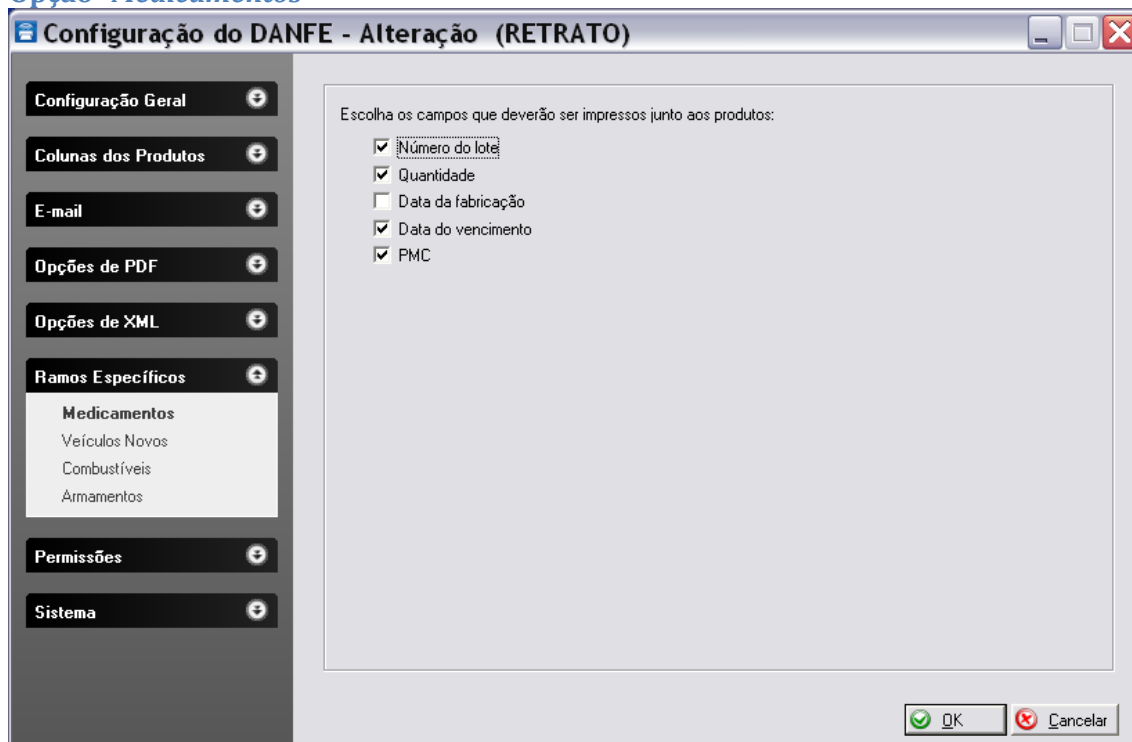 Opção "Medicamentos"
Configuração do DANFE - Alteração (RETRATO)
Configuração Geral
Colunas dos Produtos
E-mail
Opções de PDF
Opções de XML
Ramos Específicos
Medicamentos
Veículos Novos
Combustíveis
Armamentos
Permissões
Sistema
Escolha os campos que deverão ser impressos junto aos produtos:
Número do lote
Quantidade
Data da fabricação
Data do vencimento
PMC
OK
Cancelar